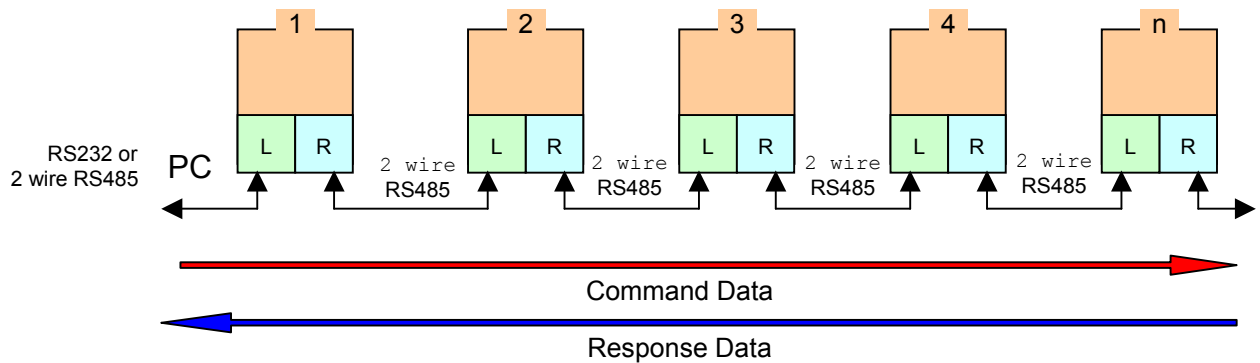 1
2
3
4
n
L R
L R
L R
L R
L R
RS232 or
2 wire RS485
PC
2 wire
RS485
2 wire
RS485
2 wire
RS485
2 wire
RS485
Command Data
Response Data